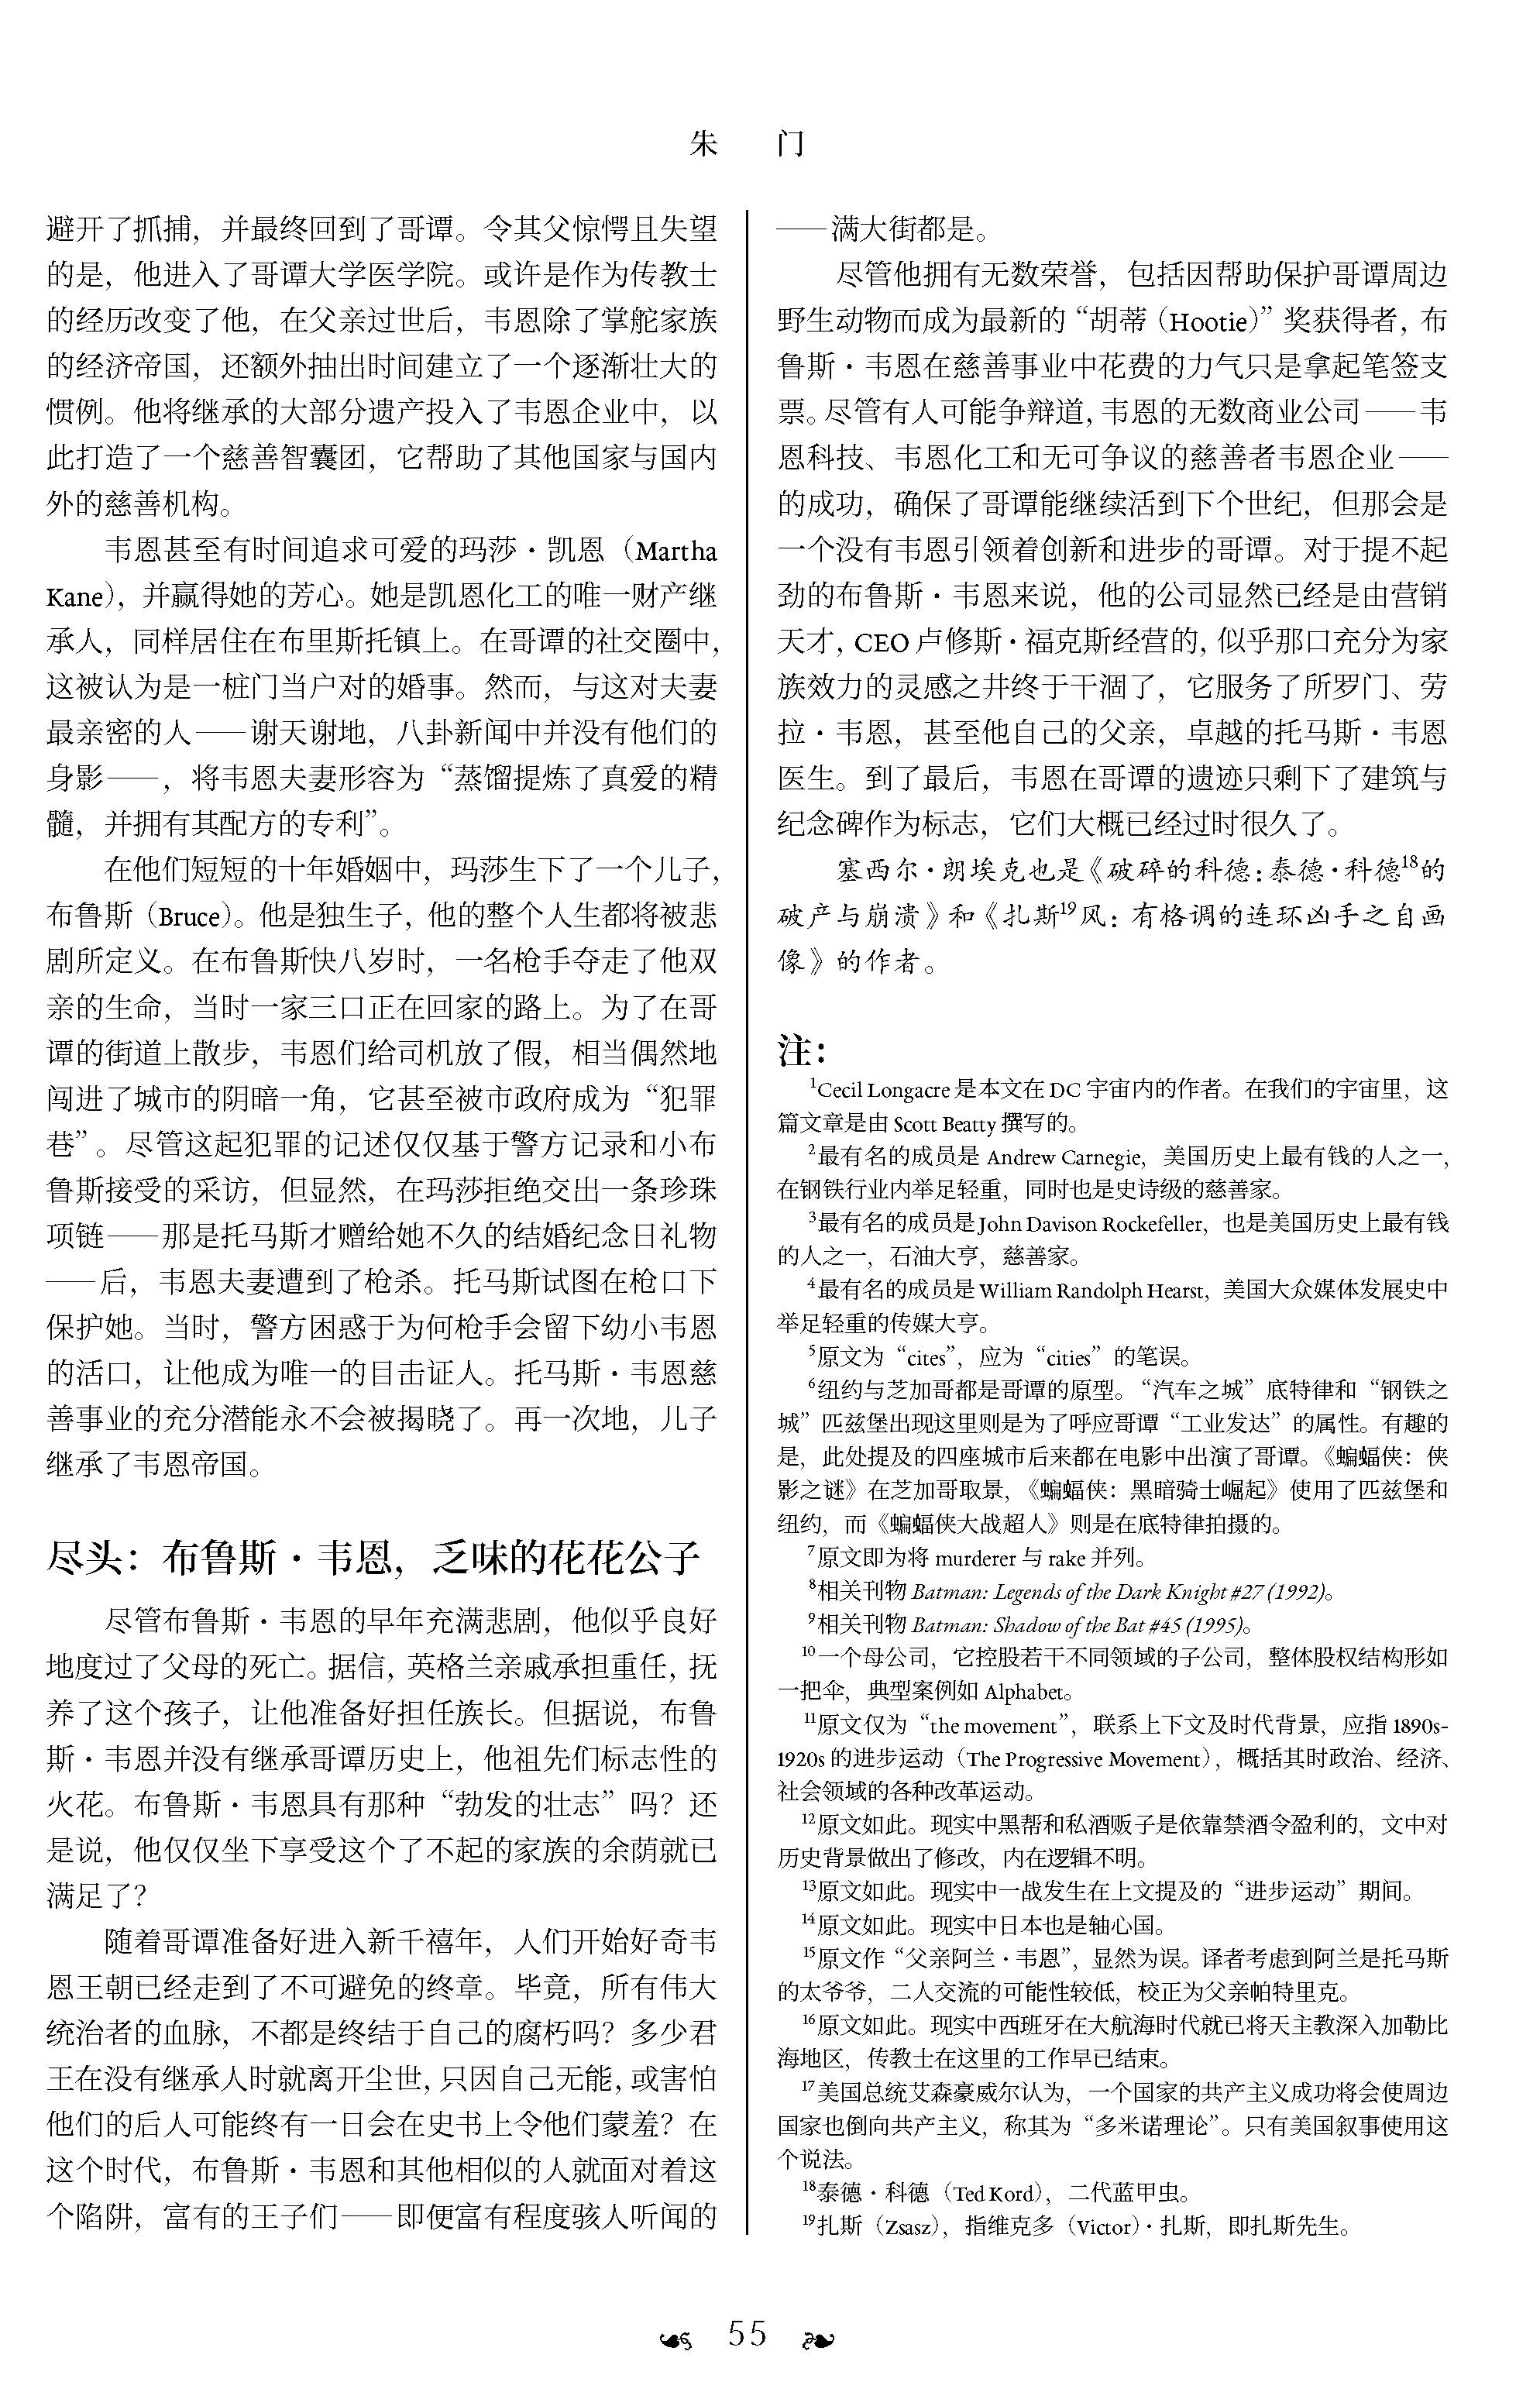 朱 门
避开了抓捕，并最终回到了哥谭。令其父惊愕且失望
的是，他进入了哥谭大学医学院。或许是作为传教士
的经历改变了他，在父亲过世后，韦恩除了掌舵家族
的经济帝国，还额外抽出时间建立了一个逐渐壮大的
惯例。他将继承的大部分遗产投入了韦恩企业中，以
此打造了一个慈善智囊团，它帮助了其他国家与国内
外的慈善机构。
韦恩甚至有时间追求可爱的玛莎·凯恩（Martha
Kane），并赢得她的芳心。她是凯恩化工的唯一财产继
承人，同样居住在布里斯托镇上。在哥谭的社交圈中，
这被认为是一桩门当户对的婚事。然而，与这对夫妻
最亲密的人——谢天谢地，八卦新闻中并没有他们的
身影——，将韦恩夫妻形容为“蒸馏提炼了真爱的精
髓，并拥有其配方的专利”。
在他们短短的十年婚姻中，玛莎生下了一个儿子，
布鲁斯（Bruce）。他是独生子，他的整个人生都将被悲
剧所定义。在布鲁斯快八岁时，一名枪手夺走了他双
亲的生命，当时一家三口正在回家的路上。为了在哥
谭的街道上散步，韦恩们给司机放了假，相当偶然地
闯进了城市的阴暗一角，它甚至被市政府成为“犯罪
巷”。尽管这起犯罪的记述仅仅基于警方记录和小布
鲁斯接受的采访，但显然，在玛莎拒绝交出一条珍珠
项链——那是托马斯才赠给她不久的结婚纪念日礼物
——后，韦恩夫妻遭到了枪杀。托马斯试图在枪口下
保护她。当时，警方困惑于为何枪手会留下幼小韦恩
的活口，让他成为唯一的目击证人。托马斯·韦恩慈
善事业的充分潜能永不会被揭晓了。再一次地，儿子
继承了韦恩帝国。
尽头：布鲁斯·韦恩，乏味的花花公子
尽管布鲁斯·韦恩的早年充满悲剧，他似乎良好
地度过了父母的死亡。据信，英格兰亲戚承担重任，抚
养了这个孩子，让他准备好担任族长。但据说，布鲁
斯·韦恩并没有继承哥谭历史上，他祖先们标志性的
火花。布鲁斯·韦恩具有那种“勃发的壮志”吗？还
是说，他仅仅坐下享受这个了不起的家族的余荫就已
满足了？
随着哥谭准备好进入新千禧年，人们开始好奇韦
恩王朝已经走到了不可避免的终章。毕竟，所有伟大
统治者的血脉，不都是终结于自己的腐朽吗？多少君
王在没有继承人时就离开尘世，只因自己无能，或害怕
他们的后人可能终有一日会在史书上令他们蒙羞？在
这个时代，布鲁斯·韦恩和其他相似的人就面对着这
个陷阱，富有的王子们——即便富有程度骇人听闻的
——满大街都是。
尽管他拥有无数荣誉，包括因帮助保护哥谭周边
野生动物而成为最新的“胡蒂（Hootie）”奖获得者，布
鲁斯·韦恩在慈善事业中花费的力气只是拿起笔签支
票。尽管有人可能争辩道，韦恩的无数商业公司——韦
恩科技、韦恩化工和无可争议的慈善者韦恩企业——
的成功，确保了哥谭能继续活到下个世纪，但那会是
一个没有韦恩引领着创新和进步的哥谭。对于提不起
劲的布鲁斯·韦恩来说，他的公司显然已经是由营销
天才，CEO 卢修斯·福克斯经营的，似乎那口充分为家
族效力的灵感之井终于干涸了，它服务了所罗门、劳
拉·韦恩，甚至他自己的父亲，卓越的托马斯·韦恩
医生。到了最后，韦恩在哥谭的遗迹只剩下了建筑与
纪念碑作为标志，它们大概已经过时很久了。
塞西尔·朗埃克也是《破碎的科德：泰德·科德¹⁸的
破产与崩溃》和《扎斯¹⁹风：有格调的连环凶手之自画
像》的作者。
注：
¹Cecil Longacre 是本文在 DC 宇宙内的作者。在我们的宇宙里，这
篇文章是由 Scott Beatty 撰写的。
²最有名的成员是 Andrew Carnegie，美国历史上最有钱的人之一，
在钢铁行业内举足轻重，同时也是史诗级的慈善家。
³最有名的成员是 John Davison Rockefeller，也是美国历史上最有钱
的人之一，石油大亨，慈善家。
⁴最有名的成员是 William Randolph Hearst，美国大众媒体发展史中
举足轻重的传媒大亨。
⁵原文为“cites”，应为“cities”的笔误。
⁶纽约与芝加哥都是哥谭的原型。“汽车之城”底特律和“钢铁之
城”匹兹堡出现这里则是为了呼应哥谭“工业发达”的属性。有趣的
是，此处提及的四座城市后来都在电影中出演了哥谭。《蝙蝠侠：侠
影之谜》在芝加哥取景，《蝙蝠侠：黑暗骑士崛起》使用了匹兹堡和
纽约，而《蝙蝠侠大战超人》则是在底特律拍摄的。
⁷原文即为将 murderer 与 rake 并列。
⁸相关刊物 Batman: Legends of the Dark Knight #27 (1992)。
⁹相关刊物 Batman: Shadow of the Bat #45 (1995)。
¹⁰一个母公司，它控股若干不同领域的子公司，整体股权结构形如
一把伞，典型案例如 Alphabet。
¹¹原文仅为“the movement”，联系上下文及时代背景，应指 1890s-
1920s 的进步运动（The Progressive Movement），概括其时政治、经济、
社会领域的各种改革运动。
¹²原文如此。现实中黑帮和私酒贩子是依靠禁酒令盈利的，文中对
历史背景做出了修改，内在逻辑不明。
¹³原文如此。现实中一战发生在上文提及的“进步运动”期间。
¹⁴原文如此。现实中日本也是轴心国。
¹⁵原文作“父亲阿兰·韦恩”，显然为误。译者考虑到阿兰是托马斯
的太爷爷，二人交流的可能性较低，校正为父亲帕特里克。
¹⁶原文如此。现实中西班牙在大航海时代就已将天主教深入加勒比
海地区，传教士在这里的工作早已结束。
¹⁷美国总统艾森豪威尔认为，一个国家的共产主义成功将会使周边
国家也倒向共产主义，称其为“多米诺理论”。只有美国叙事使用这
个说法。
¹⁸泰德·科德（Ted Kord），二代蓝甲虫。
¹⁹扎斯（Zsasz），指维克多（Victor）·扎斯，即扎斯先生。
55